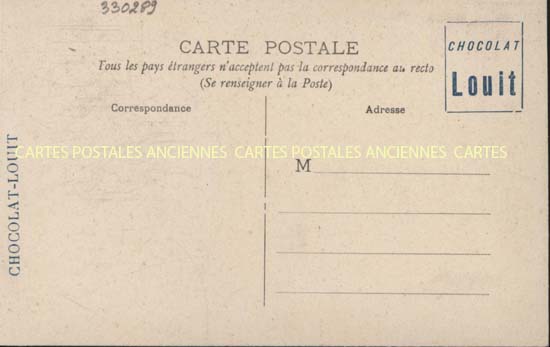 330289
CARTE POSTALE
Tous les pays étrangers n'acceptent pas la correspondance au recto
(Se renseigner à la Poste)
CHOCOLAT
Louit
Correspondance
Adresse
CARTES POSTALES ANCIENNES CARTES POSTALES ANCIENNES CARTES
M
CHOCOLAT-LOUIT